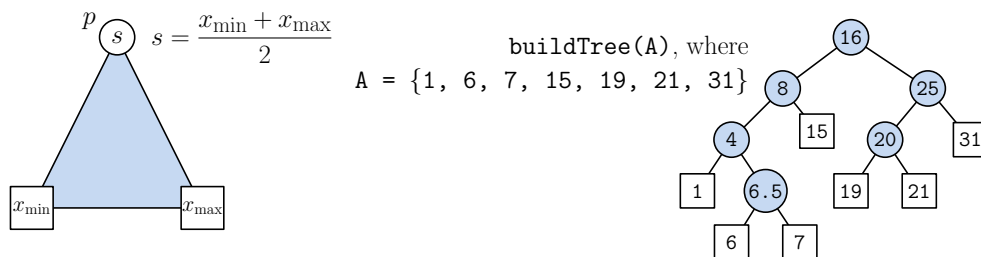 p
s
s = (x_min + x_max) / 2
x_min
x_max
buildTree(A), where
A = {1, 6, 7, 15, 19, 21, 31}
16
8
25
4
15
20
31
1
6.5
19
21
6
7